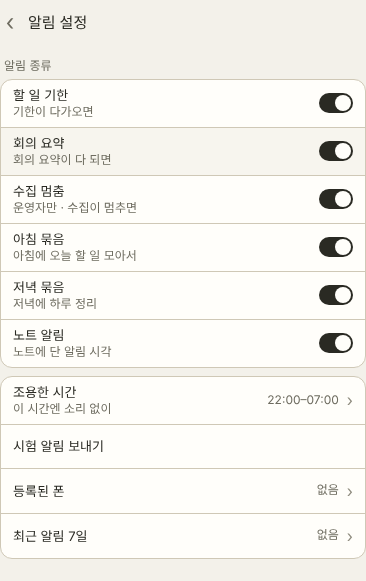 알림 설정
알림 종류
할 일 기한
기한이 다가오면
회의 요약
회의 요약이 다 되면
수집 멈춤
운영자만 · 수집이 멈추면
아침 묶음
아침에 오늘 할 일 모아서
저녁 묶음
저녁에 하루 정리
노트 알림
노트에 단 알림 시각
조용한 시간
이 시간엔 소리 없이
22:00–07:00
시험 알림 보내기
등록된 폰
없음
최근 알림 7일
없음